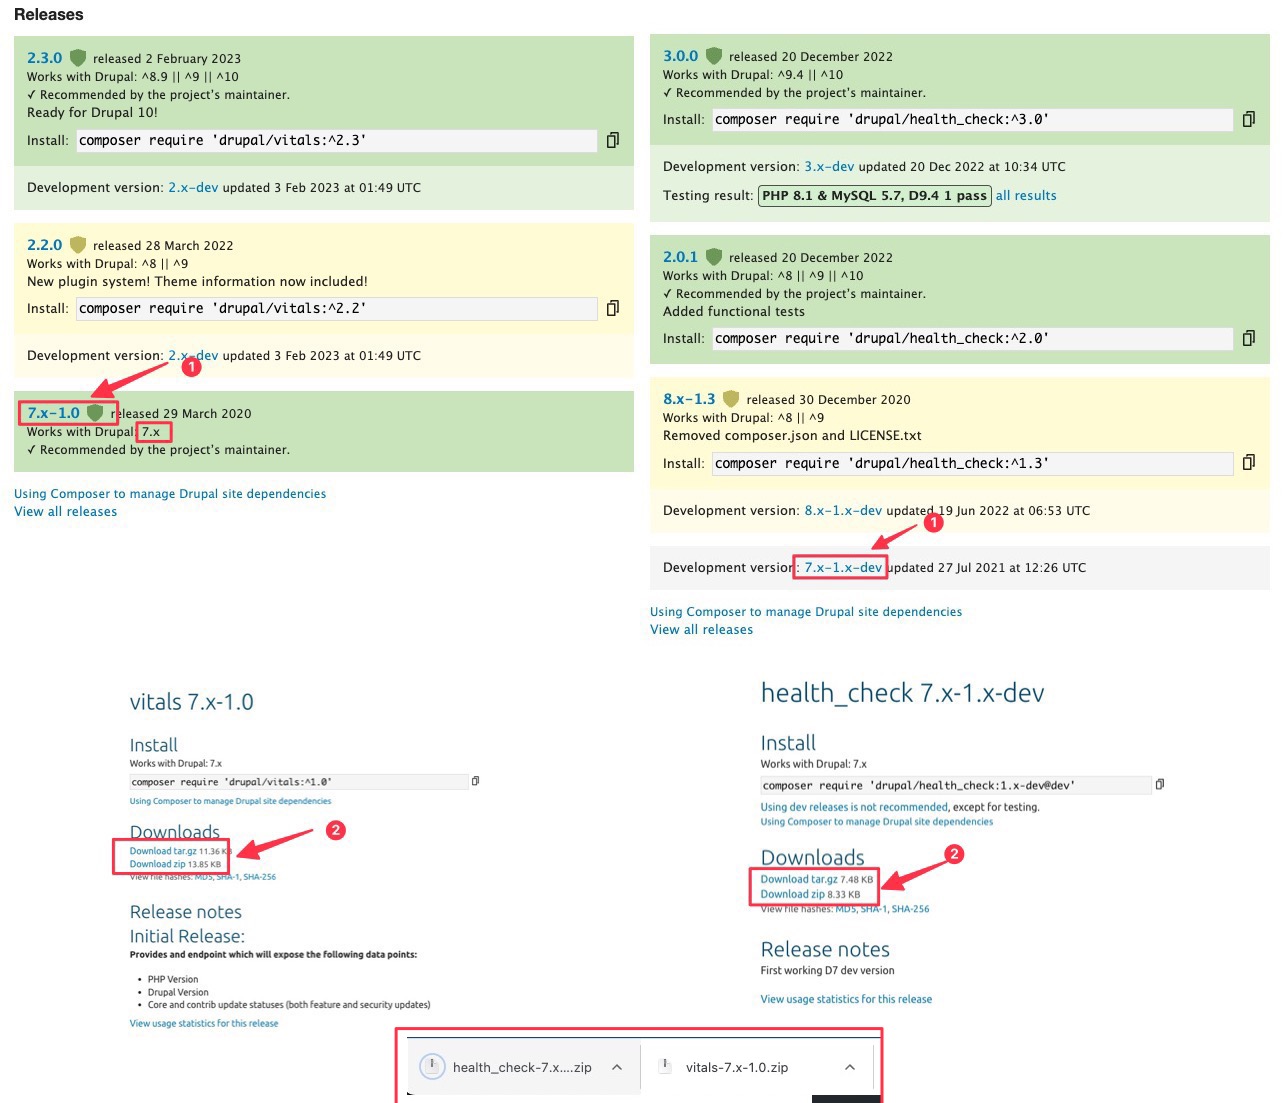 Releases
2.3.0 released 2 February 2023
Works with Drupal: ^8.9 || ^9 || ^10
✓ Recommended by the project's maintainer.
Ready for Drupal 10!
Install: composer require 'drupal/vitals:^2.3'
Development version: 2.x-dev updated 3 Feb 2023 at 01:49 UTC
2.2.0 released 28 March 2022
Works with Drupal: ^8 || ^9
New plugin system! Theme information now included!
Install: composer require 'drupal/vitals:^2.2'
Development version: 2.x-dev updated 3 Feb 2023 at 01:49 UTC
1
7.x-1.0 released 29 March 2020
Works with Drupal: 7.x
✓ Recommended by the project's maintainer.
Using Composer to manage Drupal site dependencies
View all releases
3.0.0 released 20 December 2022
Works with Drupal: ^9.4 || ^10
✓ Recommended by the project's maintainer.
Install: composer require 'drupal/health_check:^3.0'
Development version: 3.x-dev updated 20 Dec 2022 at 10:34 UTC
Testing result: PHP 8.1 & MySQL 5.7, D9.4 1 pass all results
2.0.1 released 20 December 2022
Works with Drupal: ^8 || ^9 || ^10
✓ Recommended by the project's maintainer.
Added functional tests
Install: composer require 'drupal/health_check:^2.0'
8.x-1.3 released 30 December 2020
Works with Drupal: ^8 || ^9
Removed composer.json and LICENSE.txt
Install: composer require 'drupal/health_check:^1.3'
Development version: 8.x-1.x-dev updated 19 Jun 2022 at 06:53 UTC
1
Development version: 7.x-1.x-dev updated 27 Jul 2021 at 12:26 UTC
Using Composer to manage Drupal site dependencies
View all releases
vitals 7.x-1.0
Install
Works with Drupal: 7.x
composer require 'drupal/vitals:^1.0'
Using Composer to manage Drupal site dependencies
Downloads
2
Download tar.gz 11.36 KB
Download zip 13.85 KB
View file hashes: MD5, SHA-1, SHA-256
Release notes
Initial Release:
Provides and endpoint which will expose the following data points:
• PHP Version
• Drupal Version
• Core and contrib update statuses (both feature and security updates)
View usage statistics for this release
health_check 7.x-1.x-dev
Install
Works with Drupal: 7.x
composer require 'drupal/health_check:1.x-dev@dev'
Using dev releases is not recommended, except for testing.
Using Composer to manage Drupal site dependencies
Downloads
2
Download tar.gz 7.48 KB
Download zip 8.33 KB
View file hashes: MD5, SHA-1, SHA-256
Release notes
First working D7 dev version
View usage statistics for this release
health_check-7.x....zip
vitals-7.x-1.0.zip